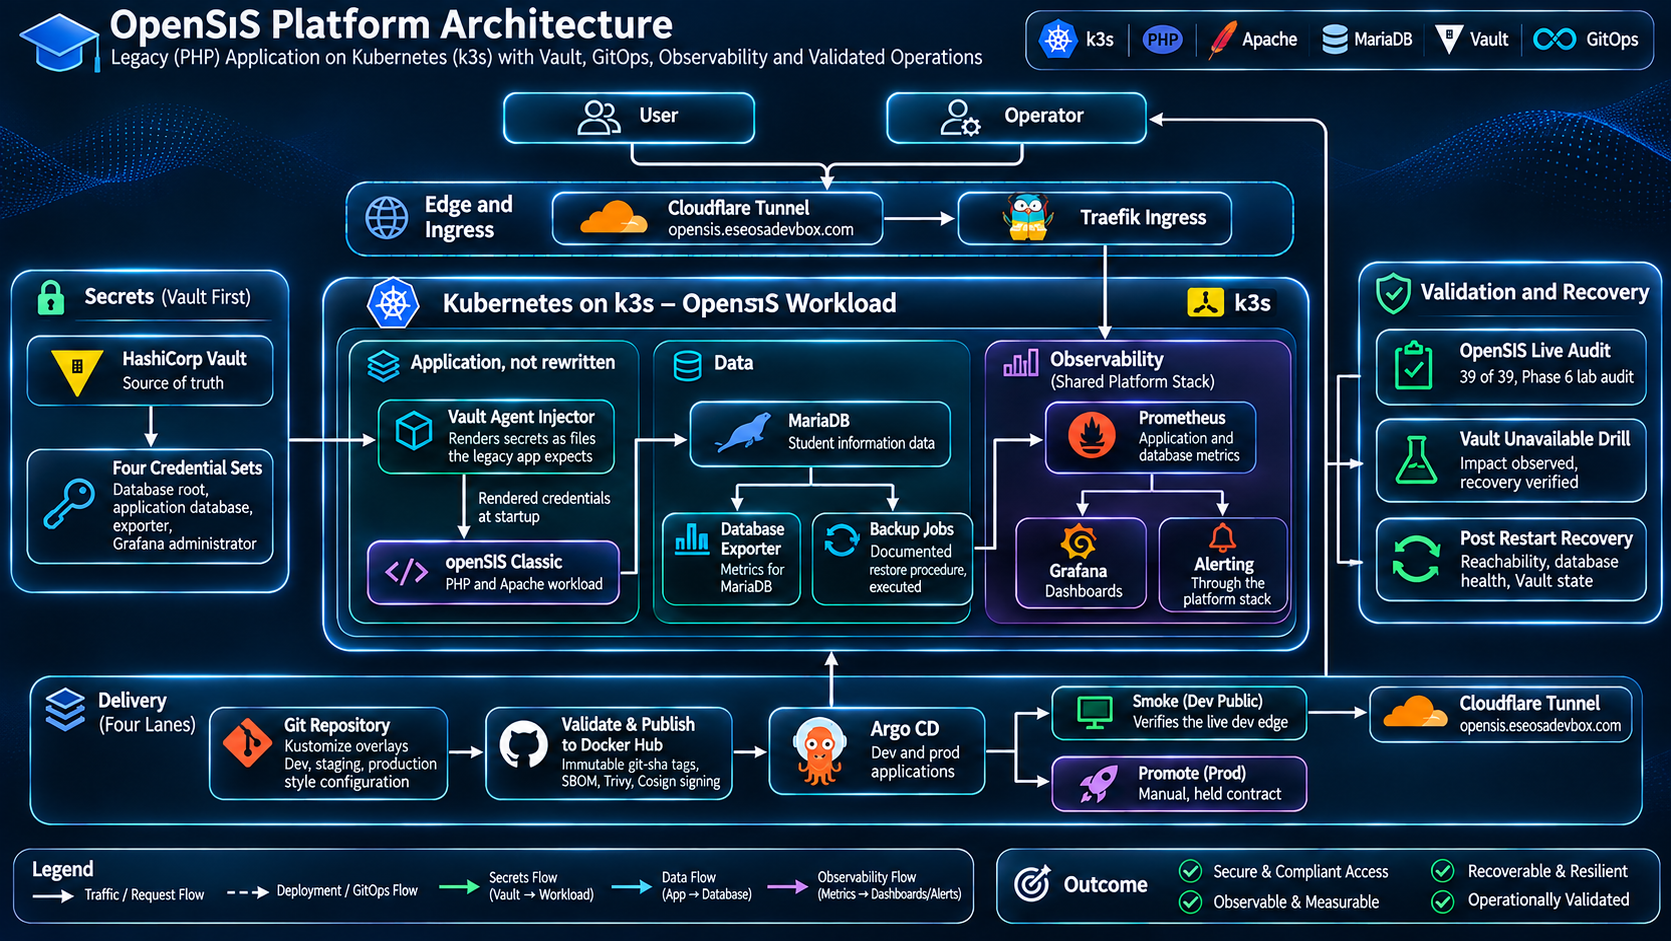 OpenSIS Platform Architecture
Legacy (PHP) Application on Kubernetes (k3s) with Vault, GitOps, Observability and Validated Operations
k3s
PHP
Apache
MariaDB
Vault
GitOps
User
Operator
Edge and
Ingress
Cloudflare Tunnel
opensis.eseosadevbox.com
Traefik Ingress
Secrets (Vault First)
HashiCorp Vault
Source of truth
Four Credential Sets
Database root,
application database,
exporter,
Grafana administrator
Kubernetes on k3s – OpenSIS Workload
k3s
Application, not rewritten
Vault Agent Injector
Renders secrets as files
the legacy app expects
Rendered credentials
at startup
openSIS Classic
PHP and Apache workload
Data
MariaDB
Student information data
Database
Exporter
Metrics for
MariaDB
Backup Jobs
Documented
restore procedure,
executed
Observability
(Shared Platform Stack)
Prometheus
Application and
database metrics
Grafana
Dashboards
Alerting
Through the
platform stack
Validation and Recovery
OpenSIS Live Audit
39 of 39, Phase 6 lab audit
Vault Unavailable Drill
Impact observed,
recovery verified
Post Restart Recovery
Reachability, database
health, Vault state
Delivery
(Four Lanes)
Git Repository
Kustomize overlays
Dev, staging, production
style configuration
Validate & Publish
to Docker Hub
Immutable git-sha tags,
SBOM, Trivy, Cosign signing
Argo CD
Dev and prod
applications
Smoke (Dev Public)
Verifies the live dev edge
Promote (Prod)
Manual, held contract
Cloudflare Tunnel
opensis.eseosadevbox.com
Legend
Traffic / Request Flow
Deployment / GitOps Flow
Secrets Flow
(Vault → Workload)
Data Flow
(App → Database)
Observability Flow
(Metrics → Dashboards/Alerts)
Outcome
Secure & Compliant Access
Observable & Measurable
Recoverable & Resilient
Operationally Validated